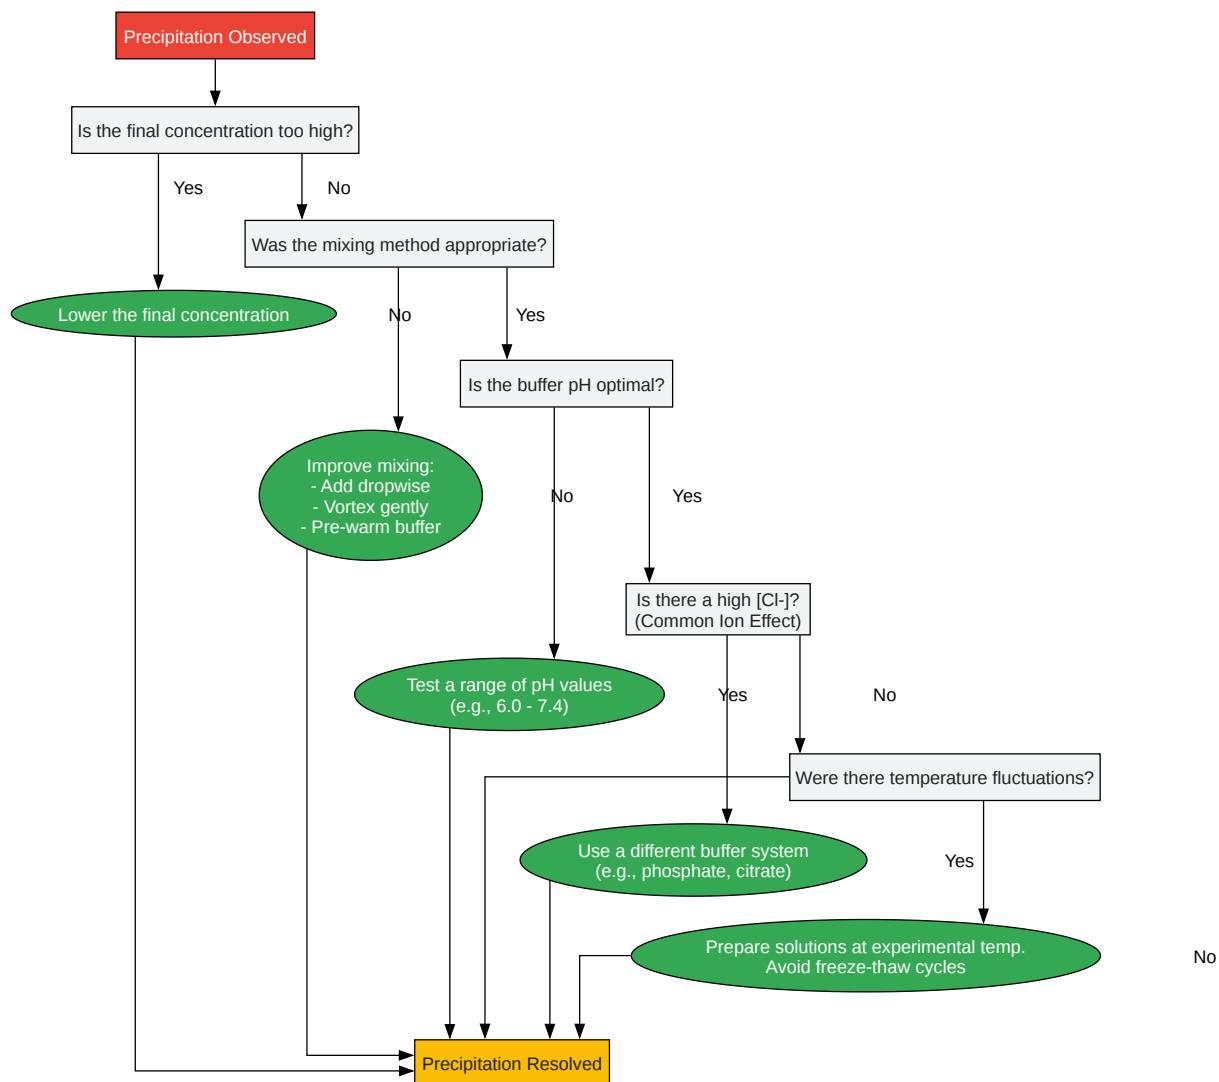 Precipitation Observed
Is the final concentration too high?
Yes
No
Was the mixing method appropriate?
Lower the final concentration
No
Yes
Is the buffer pH optimal?
Improve mixing:
- Add dropwise
- Vortex gently
- Pre-warm buffer
No
Yes
Is there a high [Cl-]?
(Common Ion Effect)
Test a range of pH values
(e.g., 6.0 - 7.4)
Yes
No
Were there temperature fluctuations?
Use a different buffer system
(e.g., phosphate, citrate)
Yes
Prepare solutions at experimental temp.
Avoid freeze-thaw cycles
No
Precipitation Resolved